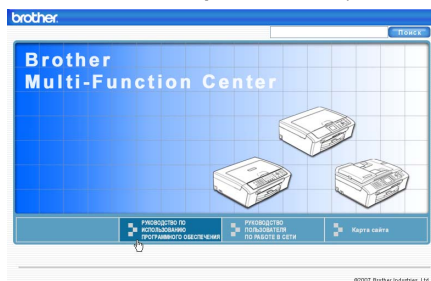 brother.
Поиск
Brother
Multi-Function Center
РУКОВОДСТВО ПО
ИСПОЛЬЗОВАНИЮ
ПРОГРАММНОГО ОБЕСПЕЧЕНИЯ
РУКОВОДСТВО
ПОЛЬЗОВАТЕЛЯ
ПО РАБОТЕ В СЕТИ
Карта сайта
©2007 Brother Industries, Ltd.